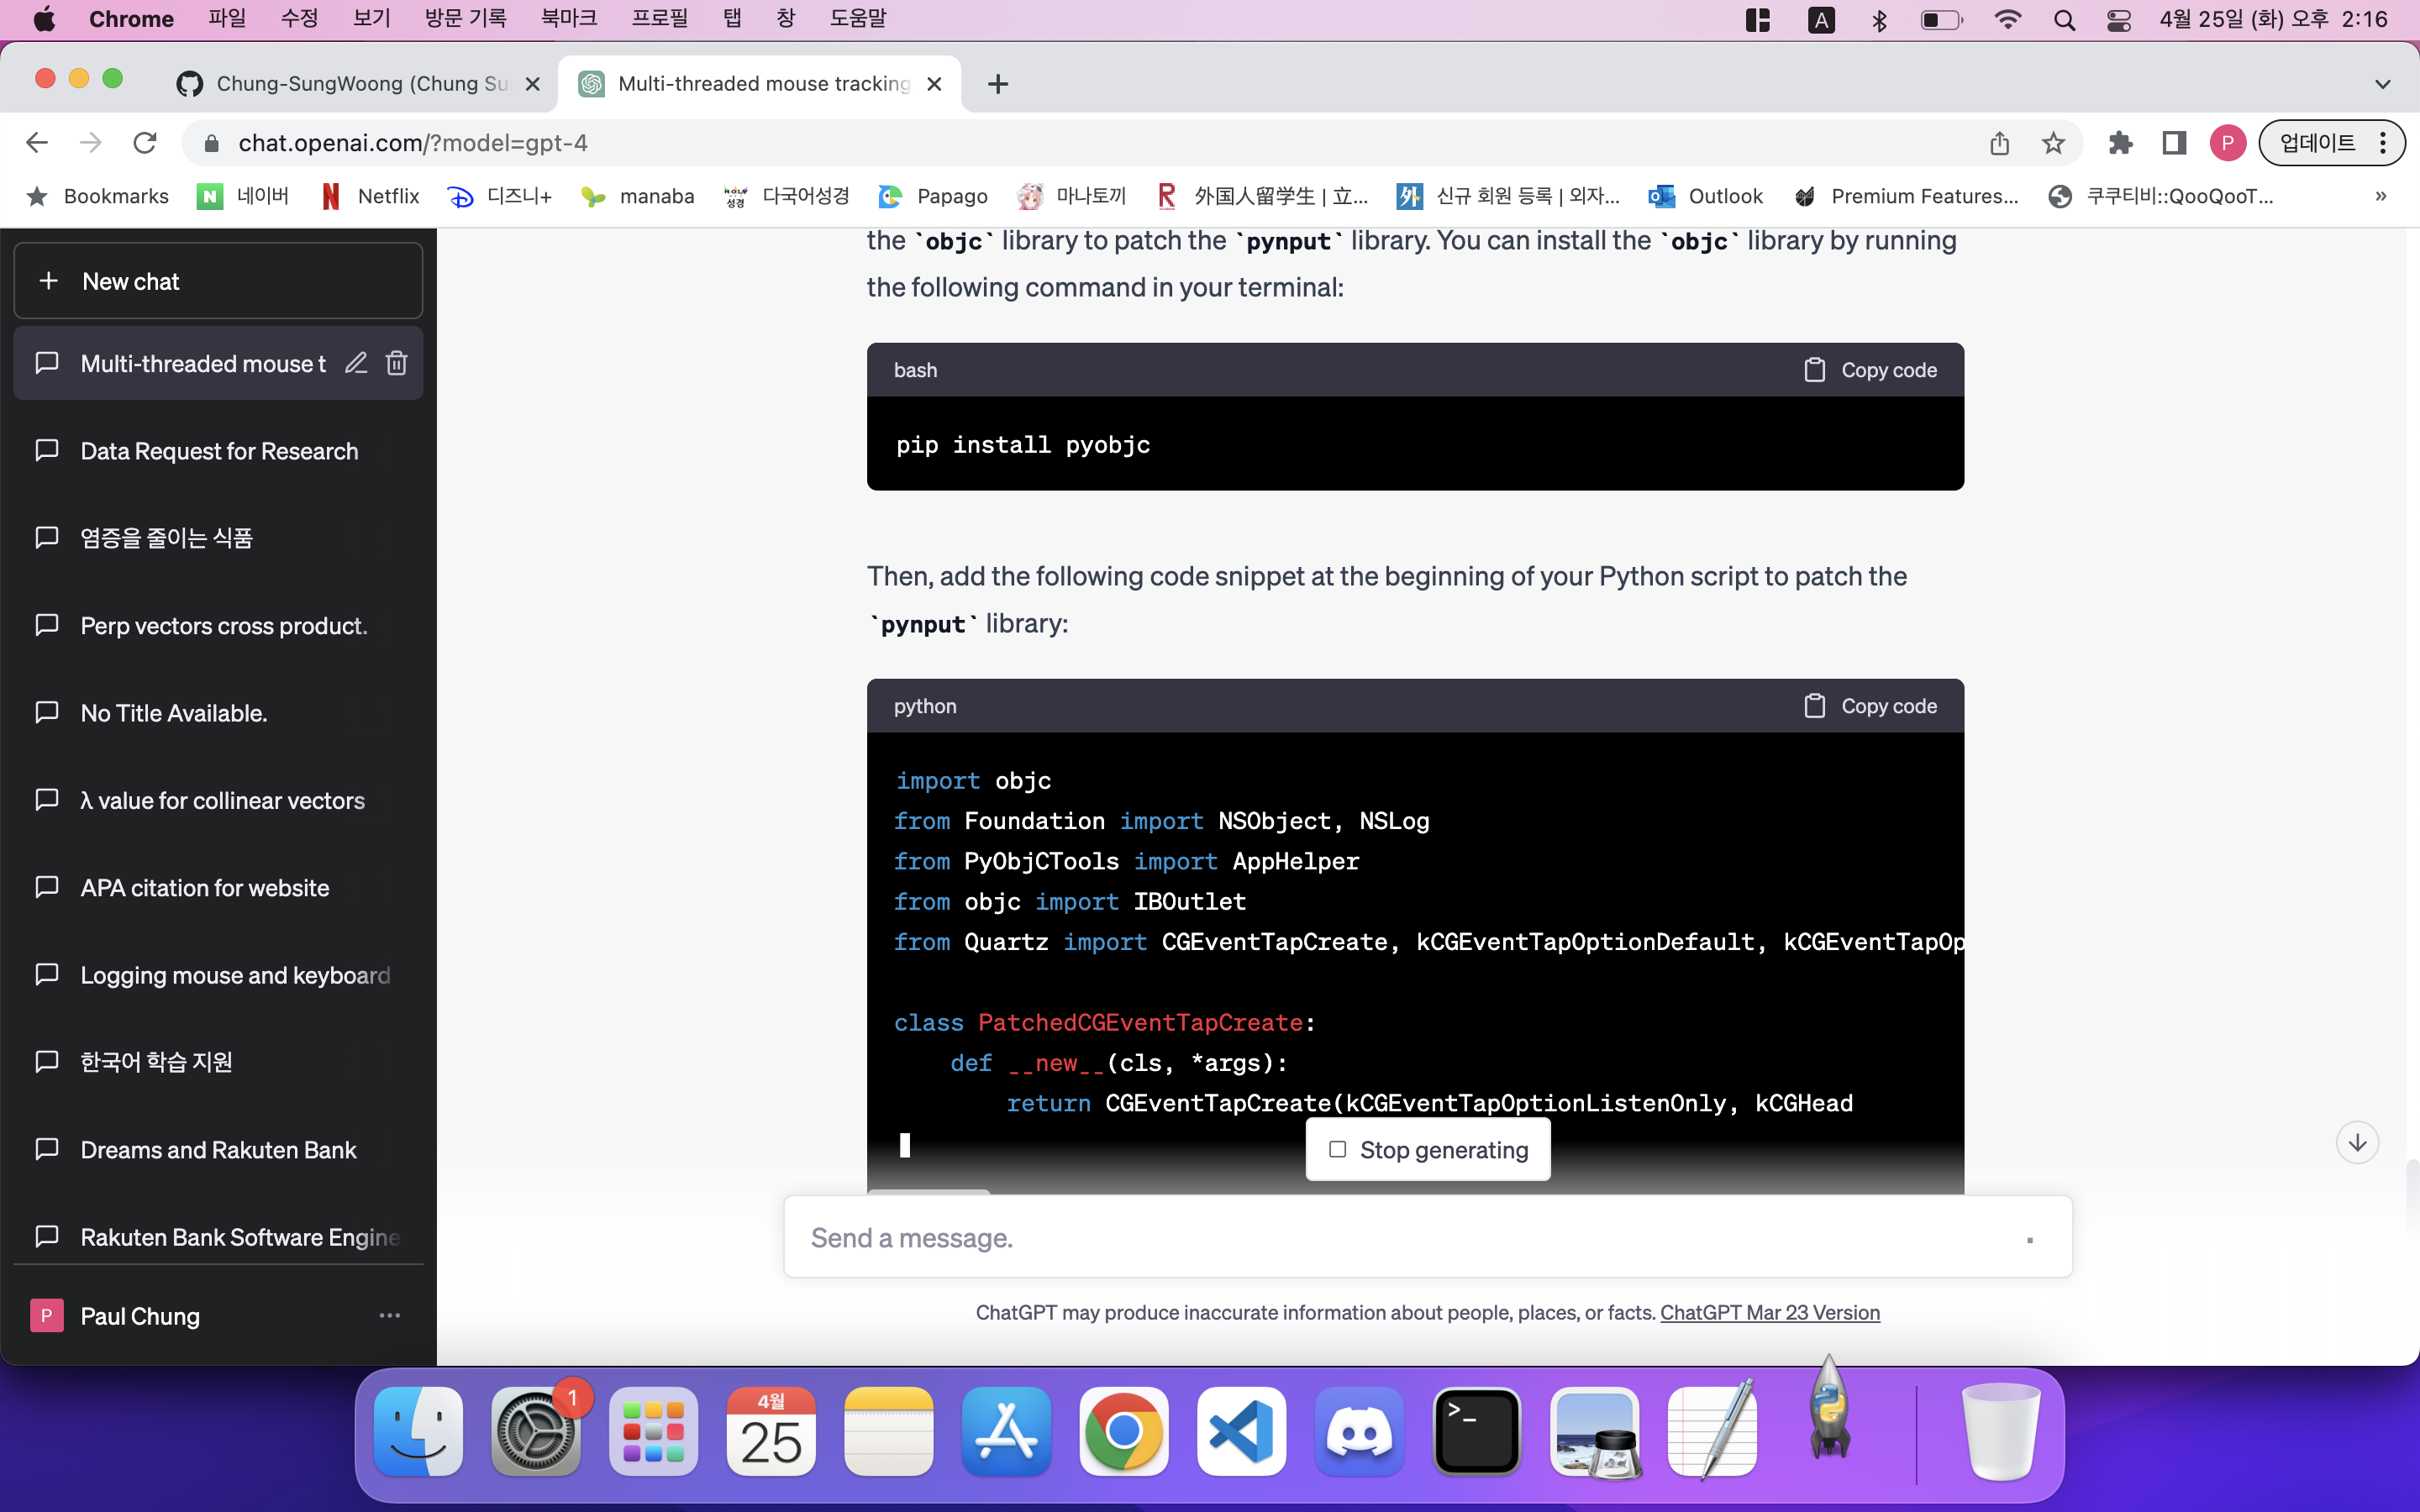 Chrome 파일 수정 보기 방문 기록 북마크 프로필 탭 창 도움말 A 4월 25일 (화) 오후 2:16
Chung-SungWoong (Chung Su
Multi-threaded mouse tracking
chat.openai.com/?model=gpt-4
P 업데이트
Bookmarks N 네이버 Netflix 디즈니+ manaba 다국어성경 Papago 마나토끼 R 外国人留学生 | 立... 外 신규 회원 등록 | 외자... Outlook Premium Features... 쿠쿠티비::QooQooT... »
+ New chat
Multi-threaded mouse t
Data Request for Research
염증을 줄이는 식품
Perp vectors cross product.
No Title Available.
λ value for collinear vectors
APA citation for website
Logging mouse and keyboard
한국어 학습 지원
Dreams and Rakuten Bank
Rakuten Bank Software Engine
P Paul Chung ...
the `objc` library to patch the `pynput` library. You can install the `objc` library by running
the following command in your terminal:
bash Copy code
pip install pyobjc
Then, add the following code snippet at the beginning of your Python script to patch the
`pynput` library:
python Copy code
import objc
from Foundation import NSObject, NSLog
from PyObjCTools import AppHelper
from objc import IBOutlet
from Quartz import CGEventTapCreate, kCGEventTapOptionDefault, kCGEventTapOp
class PatchedCGEventTapCreate:
def __new__(cls, *args):
return CGEventTapCreate(kCGEventTapOptionListenOnly, kCGHead
Stop generating
Send a message.
ChatGPT may produce inaccurate information about people, places, or facts. ChatGPT Mar 23 Version
1
4월
25
>_